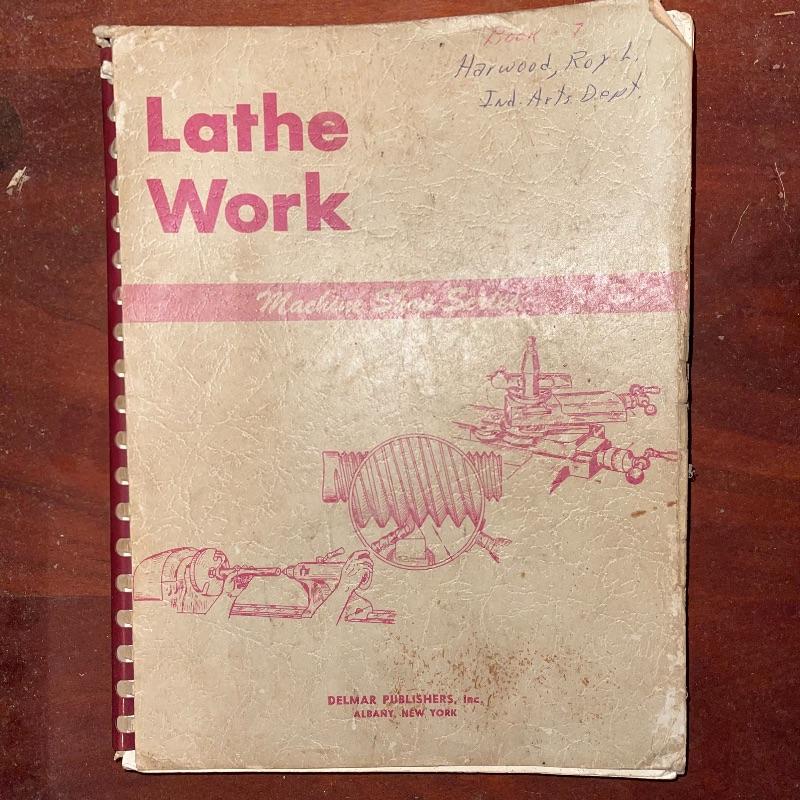 Book - 7
Harwood, Roy L.
Ind. Arts. Dept.
Lathe
Work
Machine Shop Series
DELMAR PUBLISHERS, Inc.
ALBANY, NEW YORK